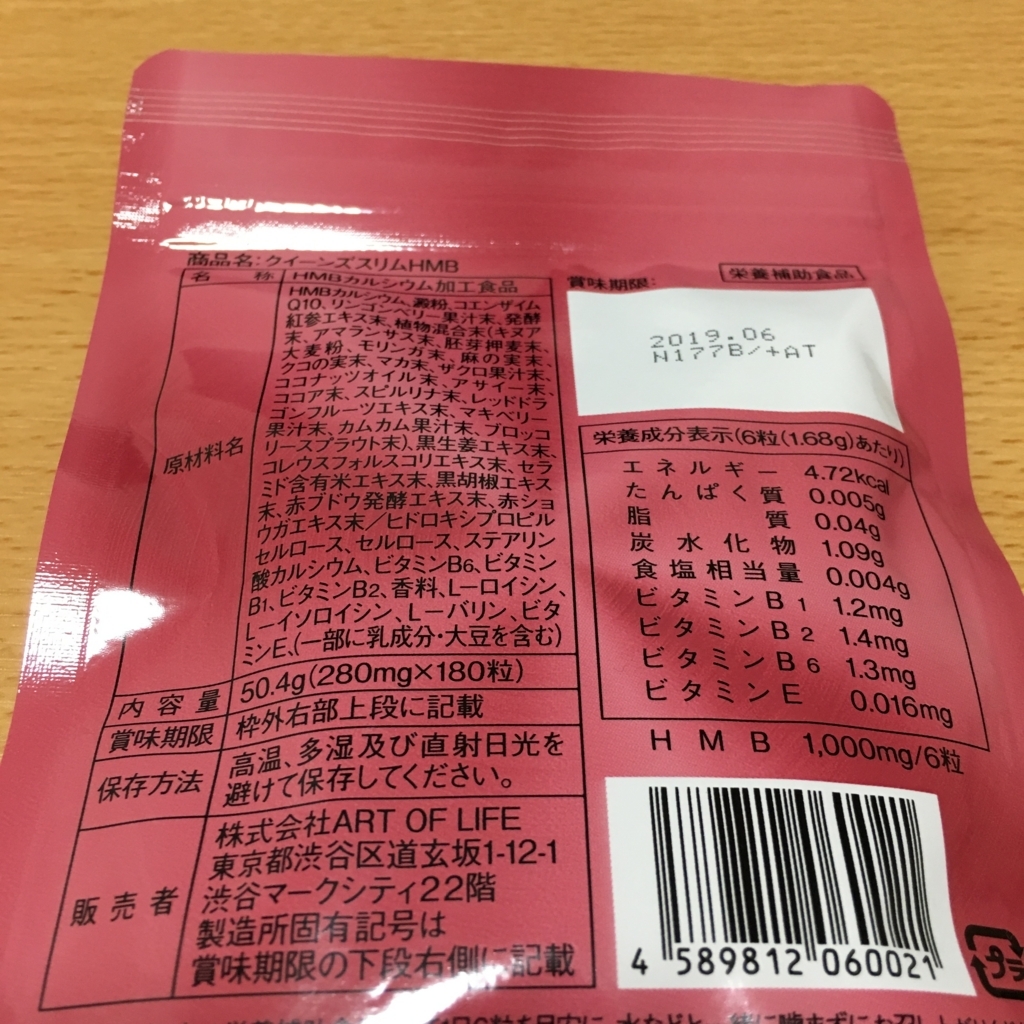 商品名:クイーンズスリムHMB
名称 HMBカルシウム加工食品
原材料名
HMBカルシウム、澱粉、コエンザイム
Q10、リンゴンベリー果汁末、発酵
紅参エキス末、植物混合末(キヌア
末、アマランサス末、胚芽押麦末、
大麦粉、モリンガ末、麻の実末、
クコの実末、マカ末、ザクロ果汁末、
ココナッツオイル末、アサイー末、
ココア末、スピルリナ末、レッドドラ
ゴンフルーツエキス末、マキベリー
果汁末、カムカム果汁末、ブロッコ
リースプラウト末)、黒生姜エキス末、
コレウスフォルスコリエキス末、セラ
ミド含有米エキス末、黒胡椒エキス
末、赤ブドウ発酵エキス末、赤ショ
ウガエキス末/ヒドロキシプロピル
セルロース、セルロース、ステアリン
酸カルシウム、ビタミンB6、ビタミン
B1、ビタミンB2、香料、L-ロイシン、
L-イソロイシン、L-バリン、ビタ
ミンE、(一部に乳成分・大豆を含む)
内容量 50.4g(280mg×180粒)
賞味期限 枠外右部上段に記載
保存方法
高温、多湿及び直射日光を
避けて保存してください。
販売者
株式会社ART OF LIFE
東京都渋谷区道玄坂1-12-1
渋谷マークシティ22階
製造所固有記号は
賞味期限の下段右側に記載
栄養補助食品
賞味期限:
2019.06
N177B/+AT
栄養成分表示(6粒(1.68g)あたり)
エネルギー 4.72kcal
たんぱく質 0.005g
脂質 0.04g
炭水化物 1.09g
食塩相当量 0.004g
ビタミンB1 1.2mg
ビタミンB2 1.4mg
ビタミンB6 1.3mg
ビタミンE 0.016mg
HMB 1,000mg/6粒
4 589812 060021
プラ